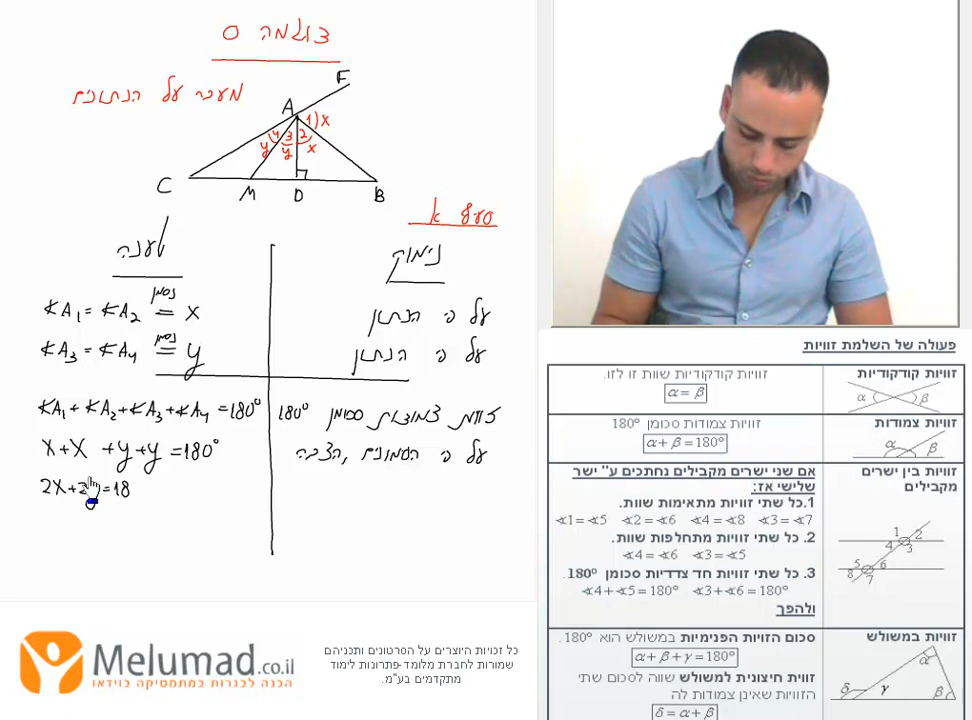 דוגמה 5
מעבר על הנתונים
F
A
1) x
4 3 2
y y x
C M D B
סעיף א
טענה
נימוק
∢A₁ = ∢A₂ נסמן = x
על פי הנתון
∢A₃ = ∢A₄ נסמן = y
על פי הנתון
∢A₁ + ∢A₂ + ∢A₃ + ∢A₄ = 180°
זווית צמודות סכומן 180°
x + x + y + y = 180°
על פי הסימונים, הצבה
2x + 2y = 18
Melumad.co.il
הכנה לבגרות במתמטיקה בוידאו
כל זכויות היוצרים על הסרטונים ותכניהם
שמורות לחברת מלומד-פתרונות לימוד
מתקדמים בע"מ.
פעולה של השלמת זוויות
זוויות קודקודיות
זוויות קודקודיות שוות זו לזו.
α = β
α β
זוויות צמודות
זוויות צמודות סכומן 180°
α + β = 180°
α β
זוויות בין ישרים
מקבילים
1 2
4 3
5 6
8 7
אם שני ישרים מקבילים נחתכים ע"י ישר
שלישי אז:
1.כל שתי זוויות מתאימות שוות.
∢1 = ∢5 ∢2 = ∢6 ∢4 = ∢8 ∢3 = ∢7
2. כל שתי זוויות מתחלפות שוות.
∢4 = ∢6 ∢3 = ∢5
3. כל שתי זוויות חד צדדיות סכומן 180°.
∢4 + ∢5 = 180° ∢3 + ∢6 = 180°
ולהפך
זוויות במשולש
α
δ γ β
סכום הזויות הפנימיות במשולש הוא 180°.
α + β + γ = 180°
זווית חיצונית למשולש שווה לסכום שתי
הזוויות שאינן צמודות לה
δ = α + β